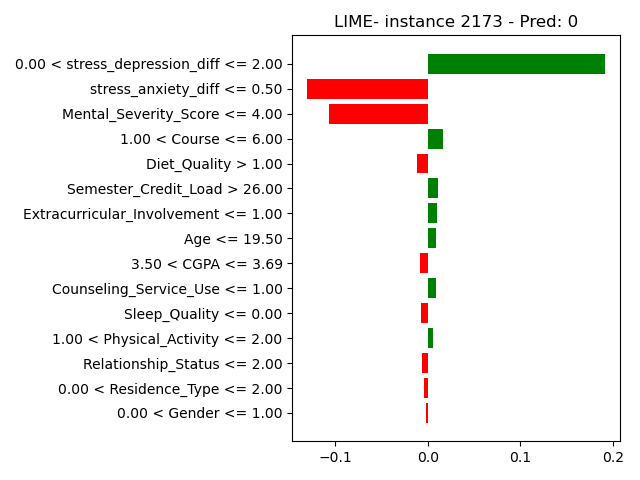 LIME- instance 2173 - Pred: 0
0.00 < stress_depression_diff <= 2.00
stress_anxiety_diff <= 0.50
Mental_Severity_Score <= 4.00
1.00 < Course <= 6.00
Diet_Quality > 1.00
Semester_Credit_Load > 26.00
Extracurricular_Involvement <= 1.00
Age <= 19.50
3.50 < CGPA <= 3.69
Counseling_Service_Use <= 1.00
Sleep_Quality <= 0.00
1.00 < Physical_Activity <= 2.00
Relationship_Status <= 2.00
0.00 < Residence_Type <= 2.00
0.00 < Gender <= 1.00
−0.1 0.0 0.1 0.2